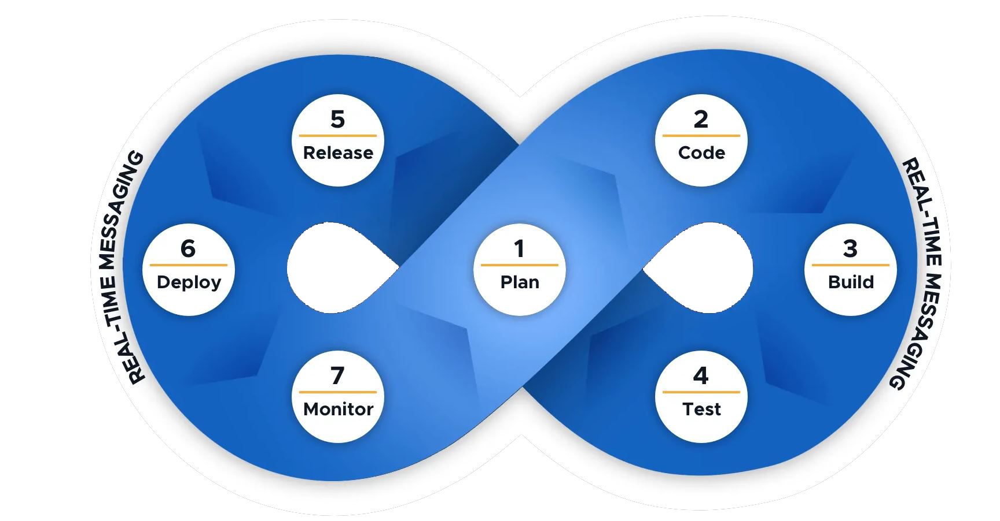 REAL-TIME MESSAGING
5
Release
2
Code
6
Deploy
1
Plan
3
Build
7
Monitor
4
Test
REAL-TIME MESSAGING